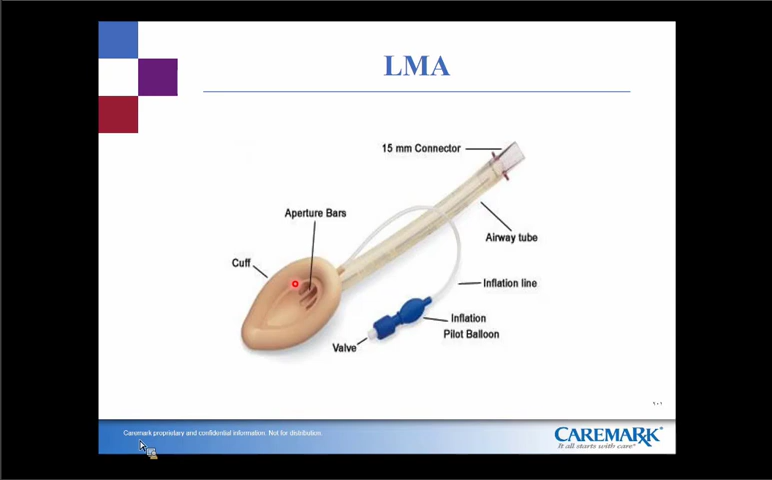 LMA
15 mm Connector
Aperture Bars
Airway tube
Cuff
Inflation line
Inflation
Pilot Balloon
Valve
٦٠٦
Caremark proprietary and confidential information. Not for distribution.
CAREMARK
It all starts with care